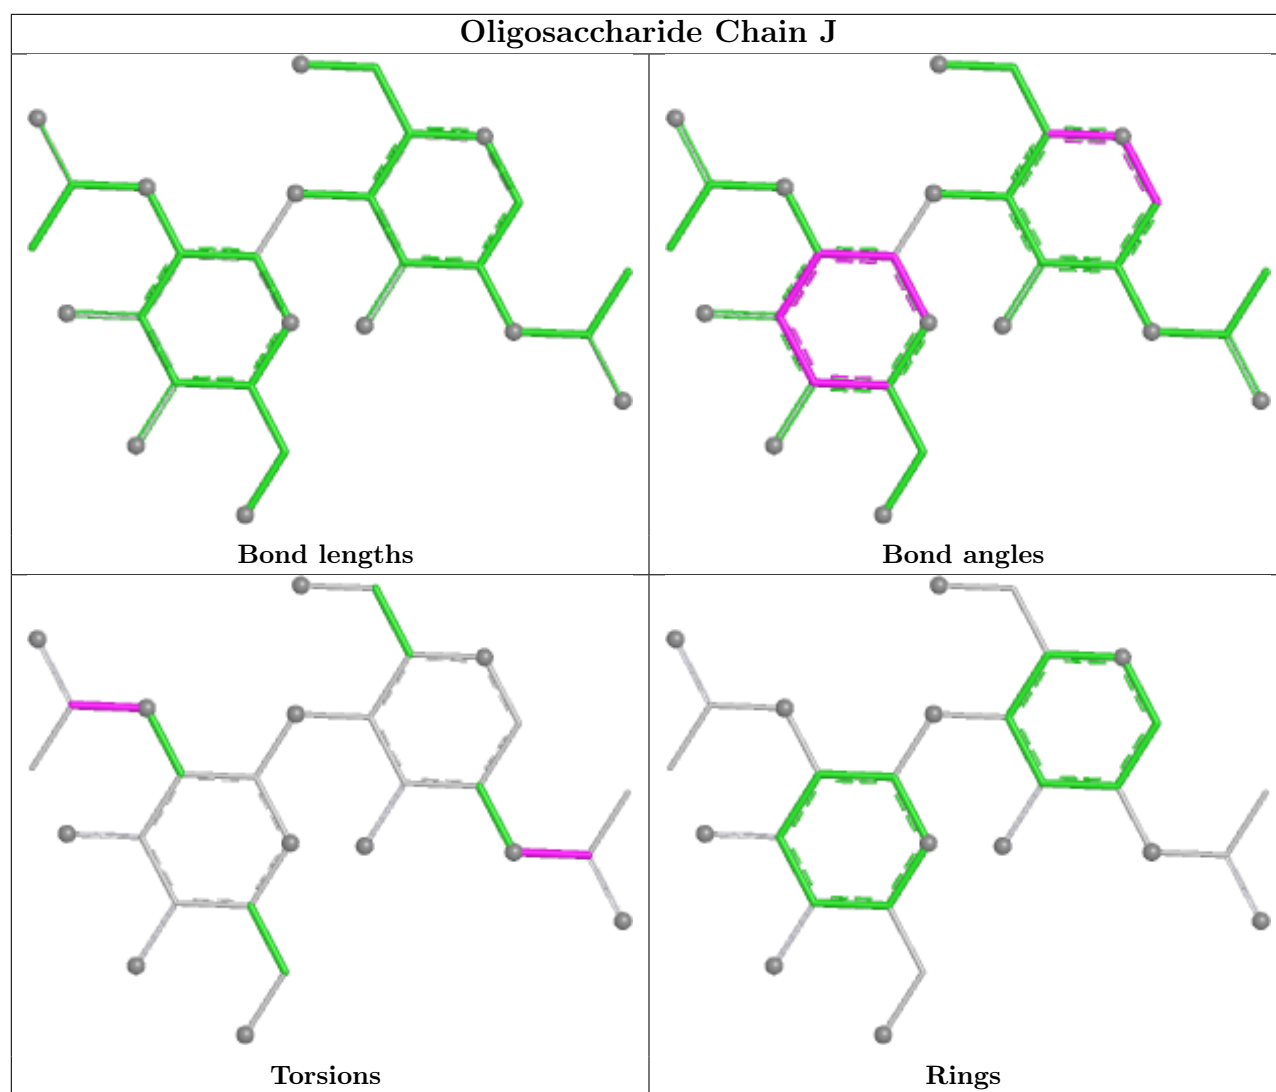 Oligosaccharide Chain J
Bond lengths
Bond angles
Torsions
Rings